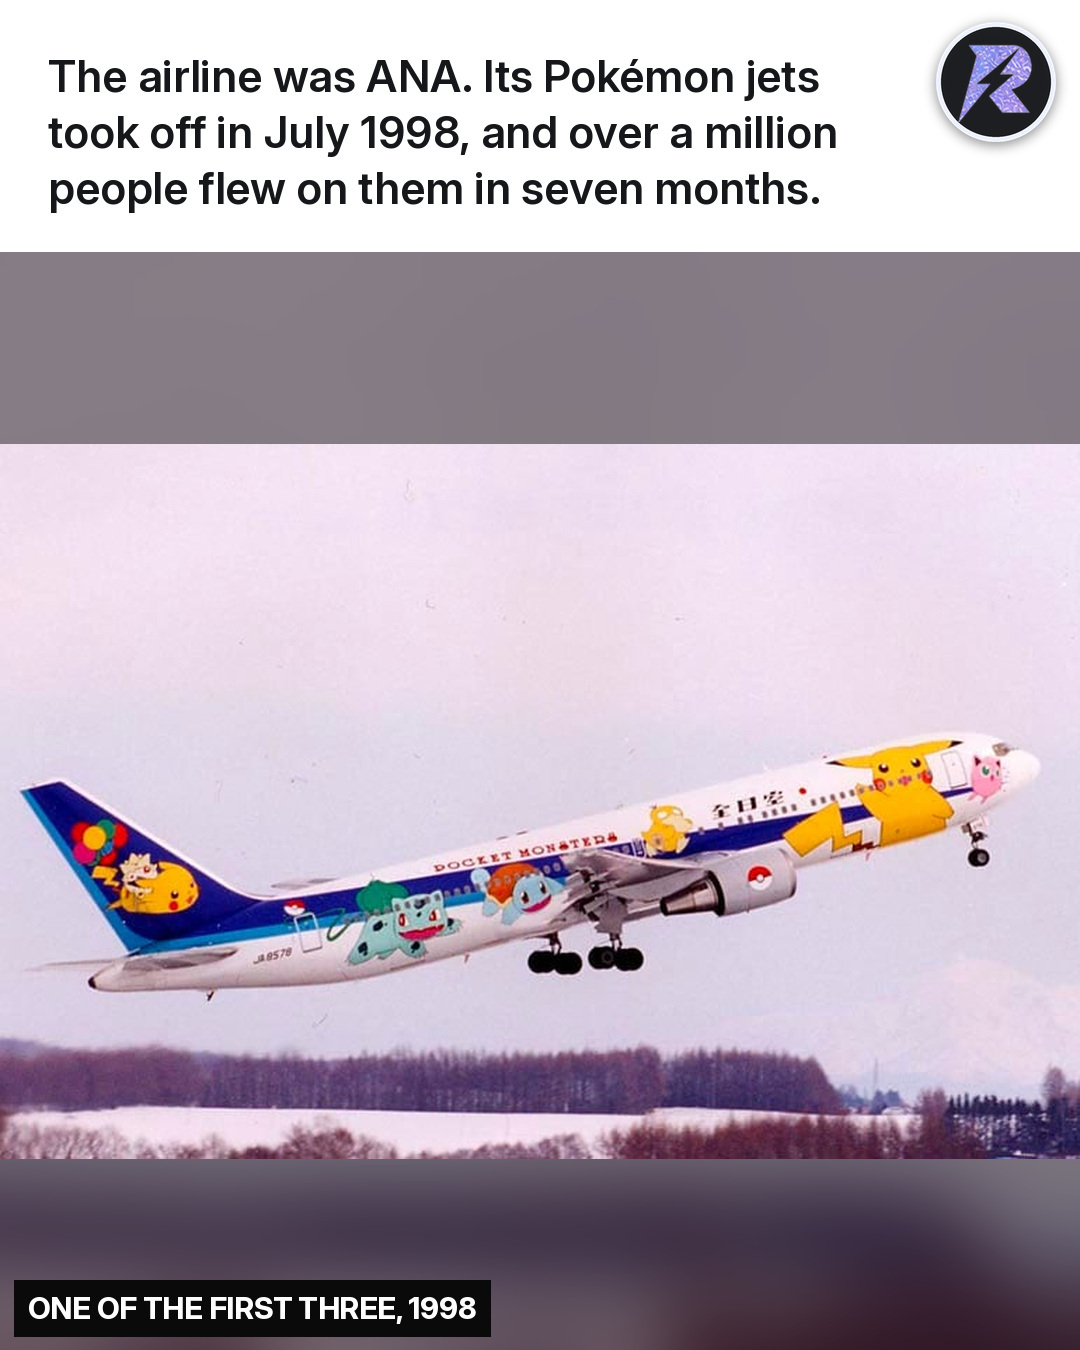 The airline was ANA. Its Pokémon jets
took off in July 1998, and over a million
people flew on them in seven months.
R
全日空
POCKET MONSTERS
JA8578
ONE OF THE FIRST THREE, 1998